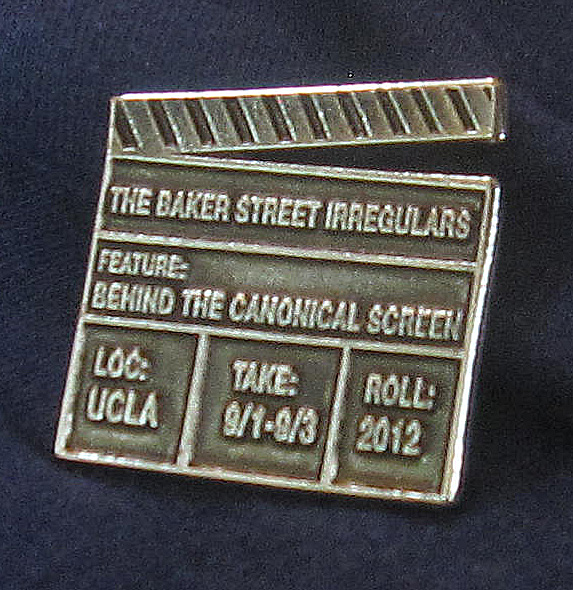 THE BAKER STREET IRREGULARS
FEATURE:
BEHIND THE CANONICAL SCREEN
LOC:
UCLA
TAKE:
9/1-9/3
ROLL:
2012